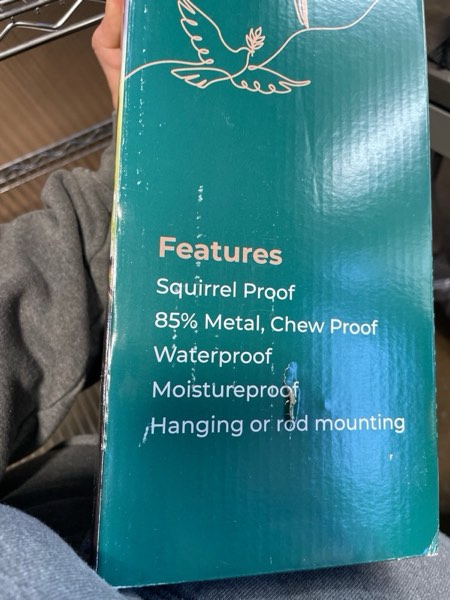 Features
Squirrel Proof
85% Metal, Chew Proof
Waterproof
Moistureproof
Hanging or rod mounting